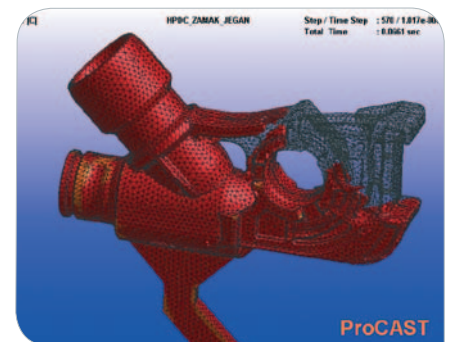 [C] HPDC_ZAMAK_JEGAN Step / Time Step : 570 / 1.017e-00
Total Time : 0.0661 sec
ProCAST